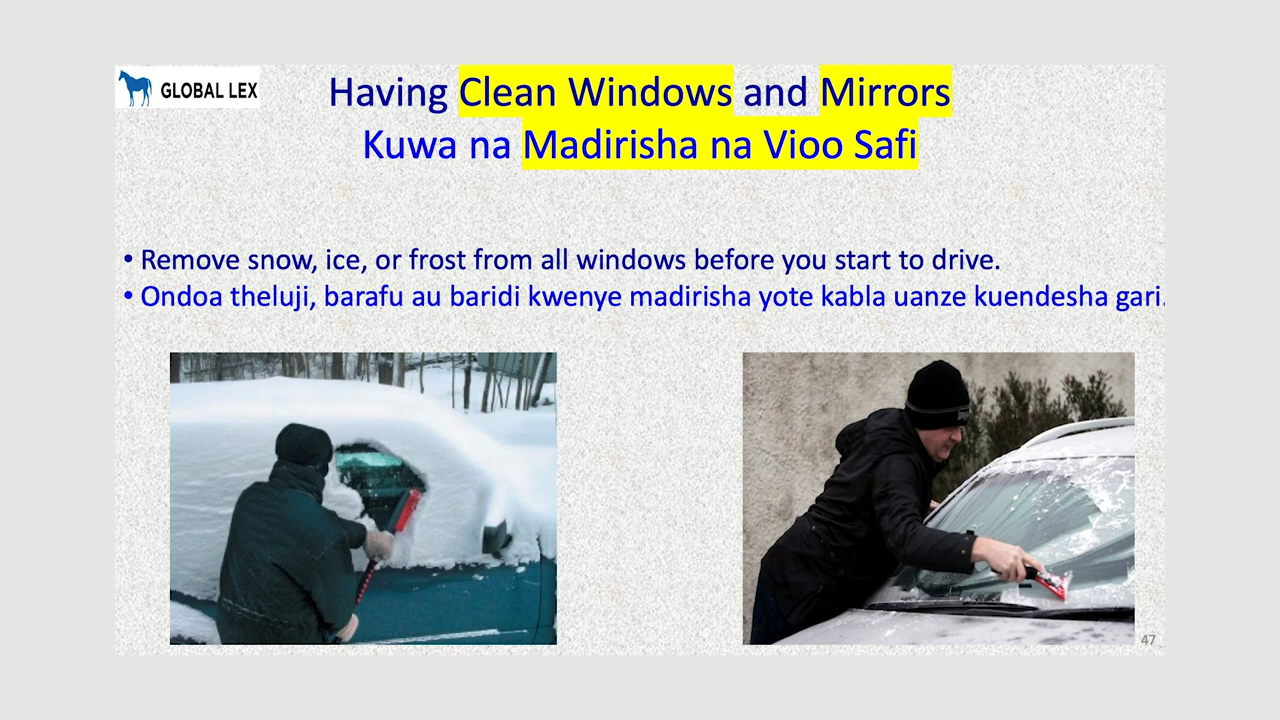 GLOBAL LEX
Having Clean Windows and Mirrors
Kuwa na Madirisha na Vioo Safi
• Remove snow, ice, or frost from all windows before you start to drive.
• Ondoa theluji, barafu au baridi kwenye madirisha yote kabla uanze kuendesha gari.
47